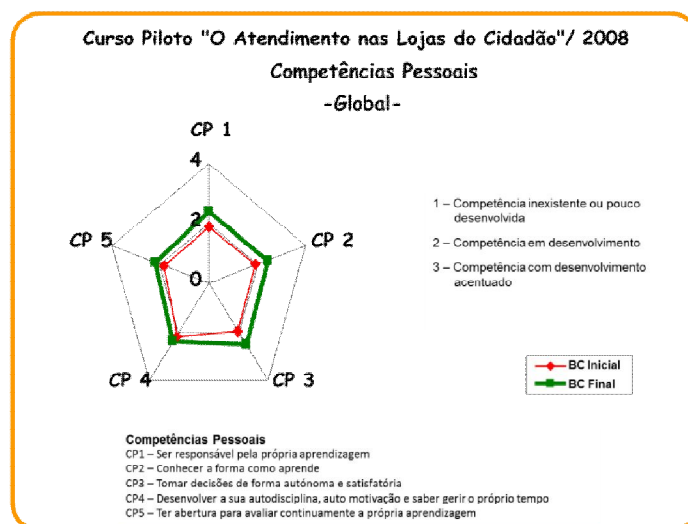 Curso Piloto "O Atendimento nas Lojas do Cidadão"/ 2008
Competências Pessoais
-Global-
CP 1
4
2
0
CP 5
CP 2
CP 4
CP 3
1 – Competência inexistente ou pouco
desenvolvida
2 – Competência em desenvolvimento
3 – Competência com desenvolvimento
acentuado
BC Inicial
BC Final
Competências Pessoais
CP1 – Ser responsável pela própria aprendizagem
CP2 – Conhecer a forma como aprende
CP3 – Tomar decisões de forma autónoma e satisfatória
CP4 – Desenvolver a sua autodisciplina, auto motivação e saber gerir o próprio tempo
CP5 – Ter abertura para avaliar continuamente a própria aprendizagem